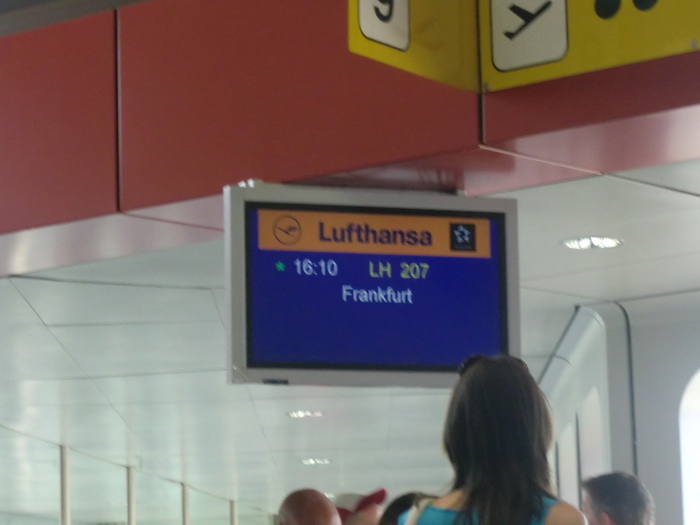 9
Lufthansa
* 16:10 LH 207
Frankfurt